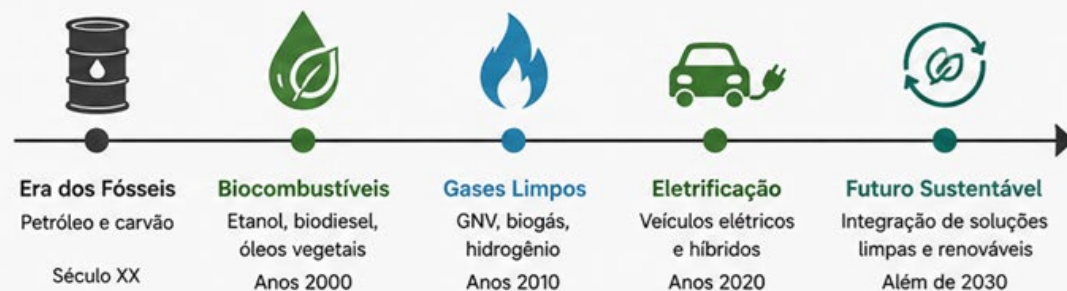 Era dos Fósseis
Petróleo e carvão
Século XX
Biocombustíveis
Etanol, biodiesel,
óleos vegetais
Anos 2000
Gases Limpos
GNV, biogás,
hidrogênio
Anos 2010
Eletrificação
Veículos elétricos
e híbridos
Anos 2020
Futuro Sustentável
Integração de soluções
limpas e renováveis
Além de 2030